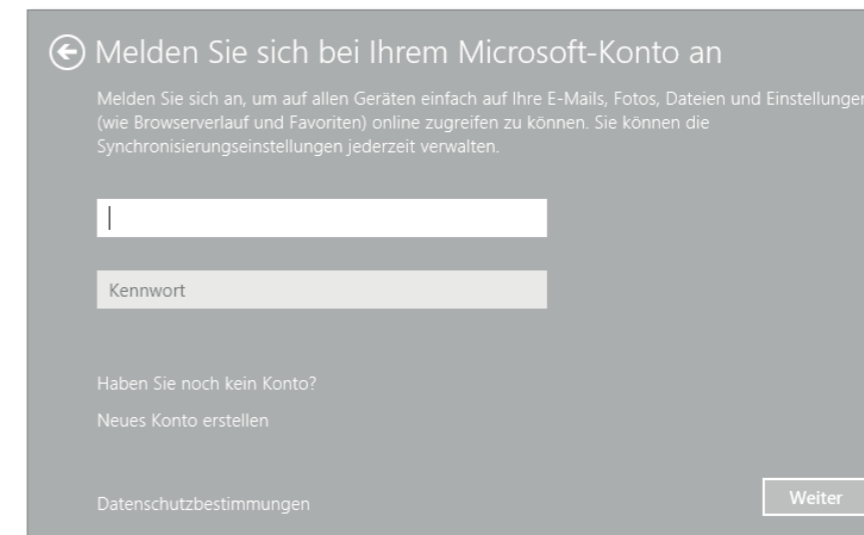 Melden Sie sich bei Ihrem Microsoft-Konto an
Melden Sie sich an, um auf allen Geräten einfach auf Ihre E-Mails, Fotos, Dateien und Einstellungen
(wie Browserverlauf und Favoriten) online zugreifen zu können. Sie können die
Synchronisierungseinstellungen jederzeit verwalten.
Kennwort
Haben Sie noch kein Konto?
Neues Konto erstellen
Datenschutzbestimmungen
Weiter